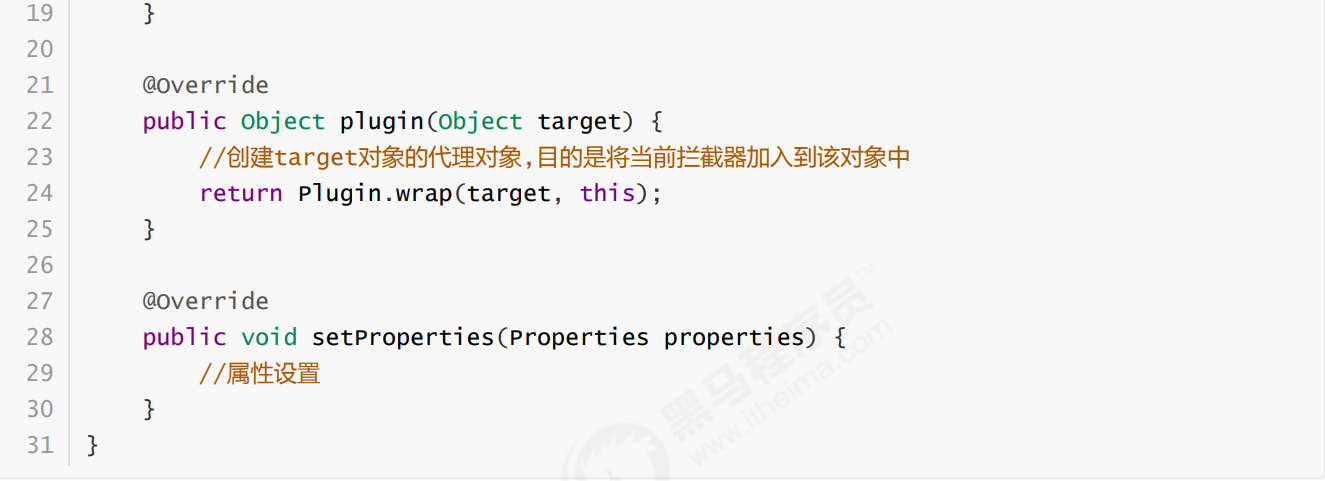 19 }
20
21 @Override
22 public Object plugin(Object target) {
23 //创建target对象的代理对象,目的是将当前拦截器加入到该对象中
24 return Plugin.wrap(target, this);
25 }
26
27 @Override
28 public void setProperties(Properties properties) {
29 //属性设置
30 }
31 }
黑马程序员™
www.itheima.com